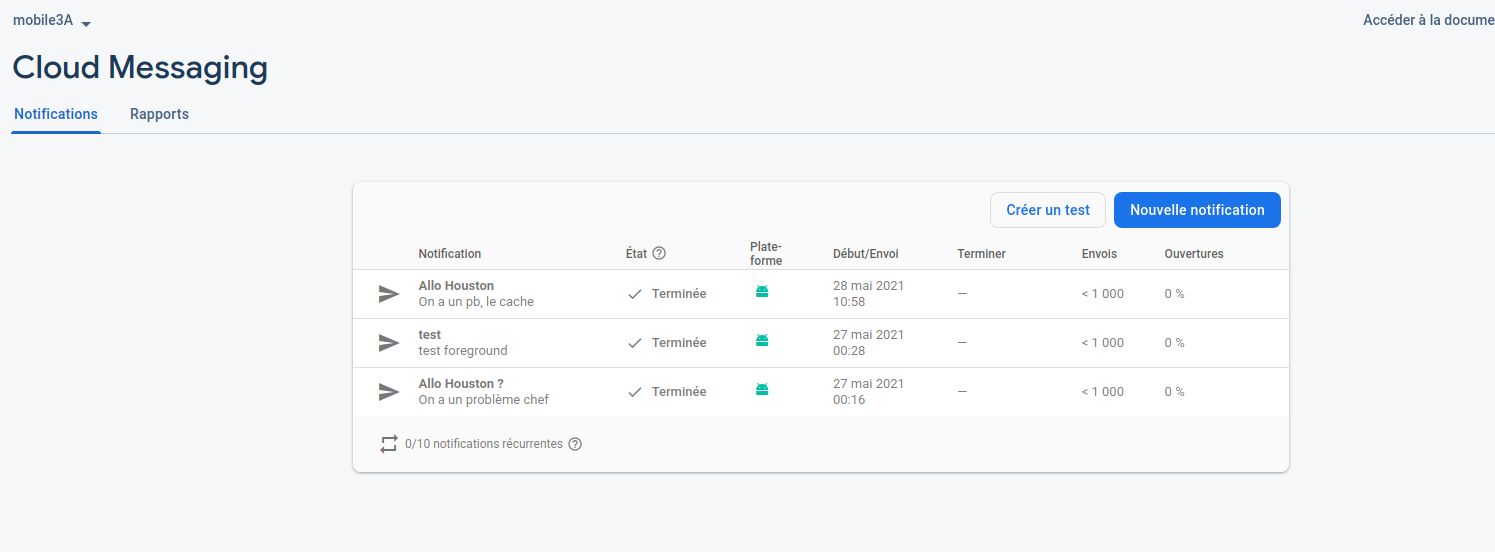 mobile3A
Accéder à la docume
Cloud Messaging
Notifications Rapports
Créer un test Nouvelle notification
Notification État Plate-forme Début/Envoi Terminer Envois Ouvertures
Allo Houston
On a un pb, le cache
Terminée
28 mai 2021
10:58
—
< 1 000
0 %
test
test foreground
Terminée
27 mai 2021
00:28
—
< 1 000
0 %
Allo Houston ?
On a un problème chef
Terminée
27 mai 2021
00:16
—
< 1 000
0 %
0/10 notifications récurrentes